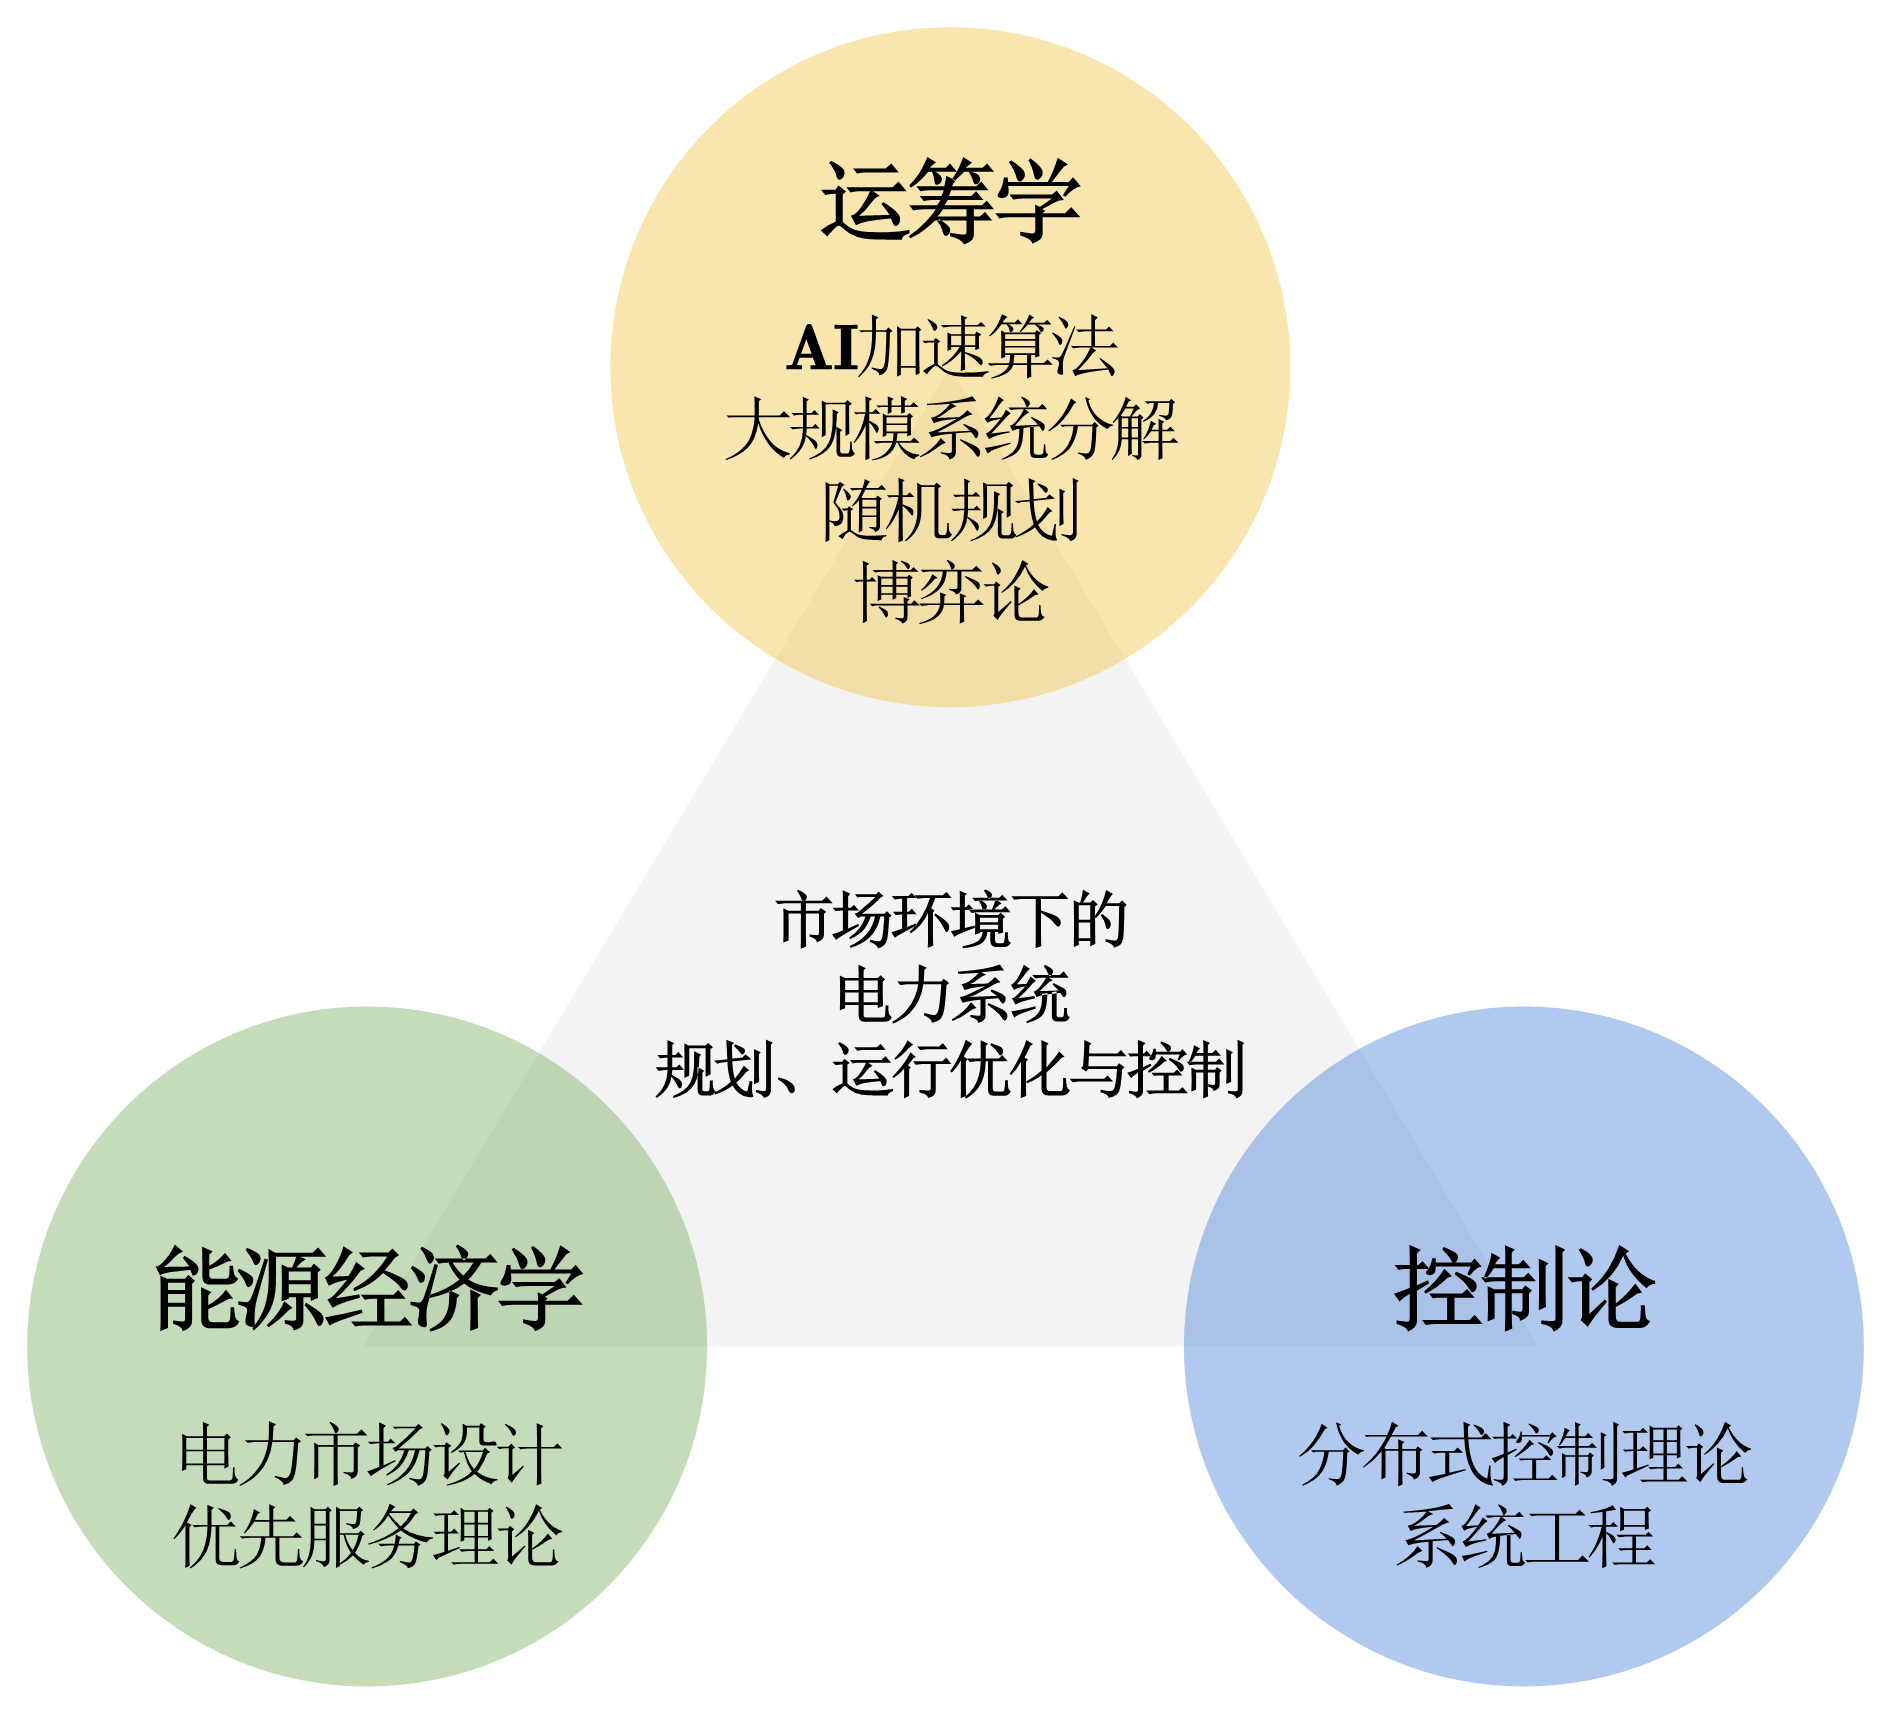 运筹学
AI加速算法
大规模系统分解
随机规划
博弈论
市场环境下的
电力系统
规划、运行优化与控制
能源经济学
电力市场设计
优先服务理论
控制论
分布式控制理论
系统工程